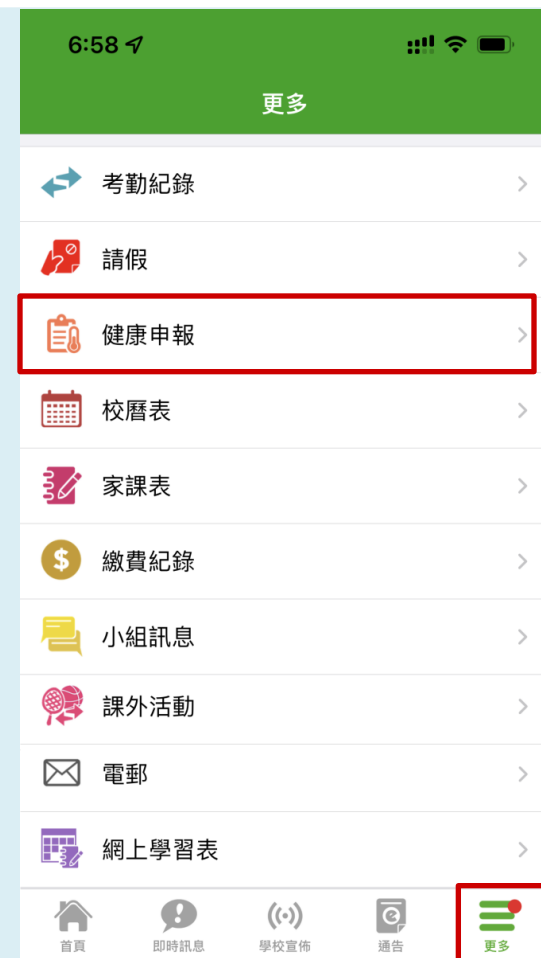 6:58
更多
考勤紀錄
請假
健康申報
校曆表
家課表
$
繳費紀錄
小組訊息
課外活動
電郵
網上學習表
首頁
即時訊息
學校宣佈
e
通告
更多